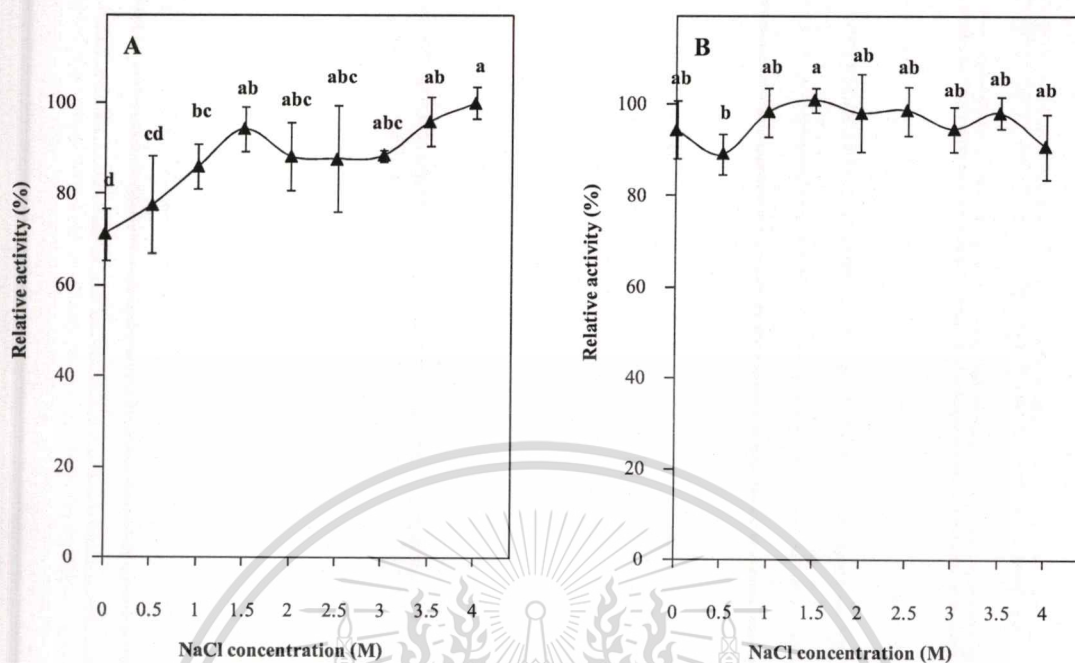 A
Relative activity (%)
100
80
60
40
20
0
d
cd
bc
ab
abc
abc
abc
ab
a
0 0.5 1 1.5 2 2.5 3 3.5 4
NaCl concentration (M)
B
Relative activity (%)
100
80
60
40
20
0
ab
b
ab
a
ab
ab
ab
ab
ab
0 0.5 1 1.5 2 2.5 3 3.5 4
NaCl concentration (M)